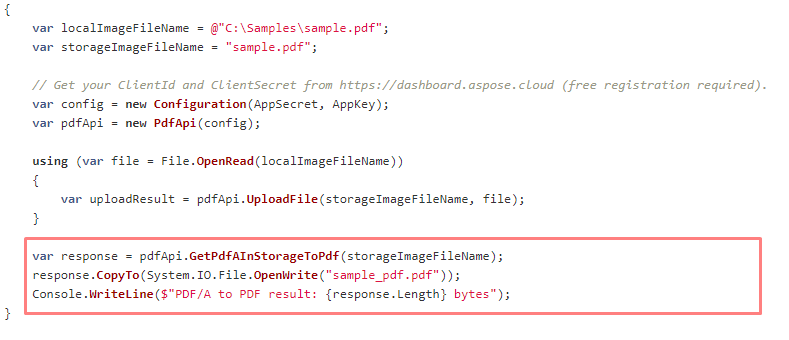 {
var localImageFileName = @"C:\Samples\sample.pdf";
var storageImageFileName = "sample.pdf";
// Get your ClientId and ClientSecret from https://dashboard.aspose.cloud (free registration required).
var config = new Configuration(AppSecret, AppKey);
var pdfApi = new PdfApi(config);
using (var file = File.OpenRead(localImageFileName))
{
var uploadResult = pdfApi.UploadFile(storageImageFileName, file);
}
var response = pdfApi.GetPdfAInStorageToPdf(storageImageFileName);
response.CopyTo(System.IO.File.OpenWrite("sample_pdf.pdf"));
Console.WriteLine($"PDF/A to PDF result: {response.Length} bytes");
}